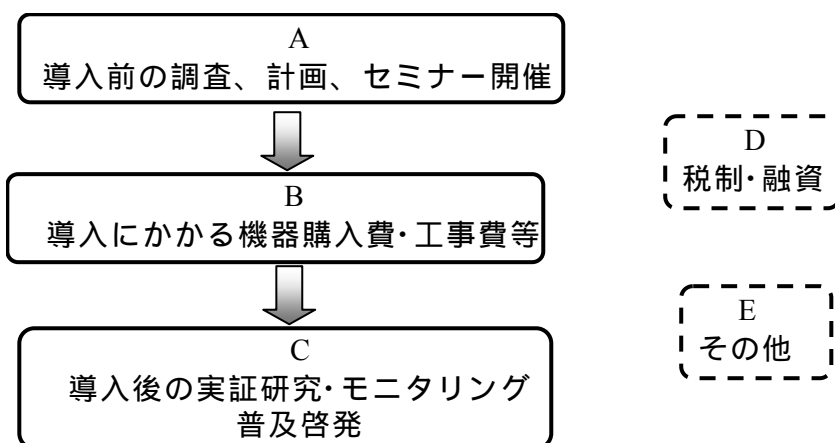 A
導入前の調査、計画、セミナー開催
B
導入にかかる機器購入費・工事費等
C
導入後の実証研究・モニタリング
普及啓発
D
税制・融資
E
その他